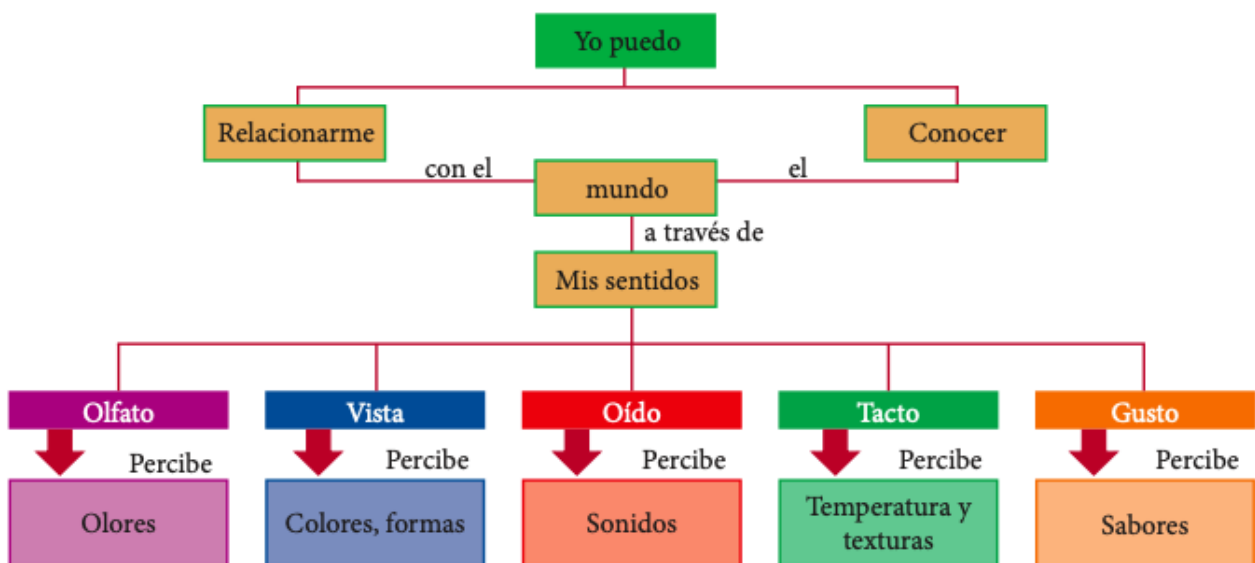 Yo puedo
Relacionarme
Conocer
con el
mundo
el
a través de
Mis sentidos
Olfato
Vista
Oído
Tacto
Gusto
Percibe
Percibe
Percibe
Percibe
Percibe
Olores
Colores, formas
Sonidos
Temperatura y
texturas
Sabores